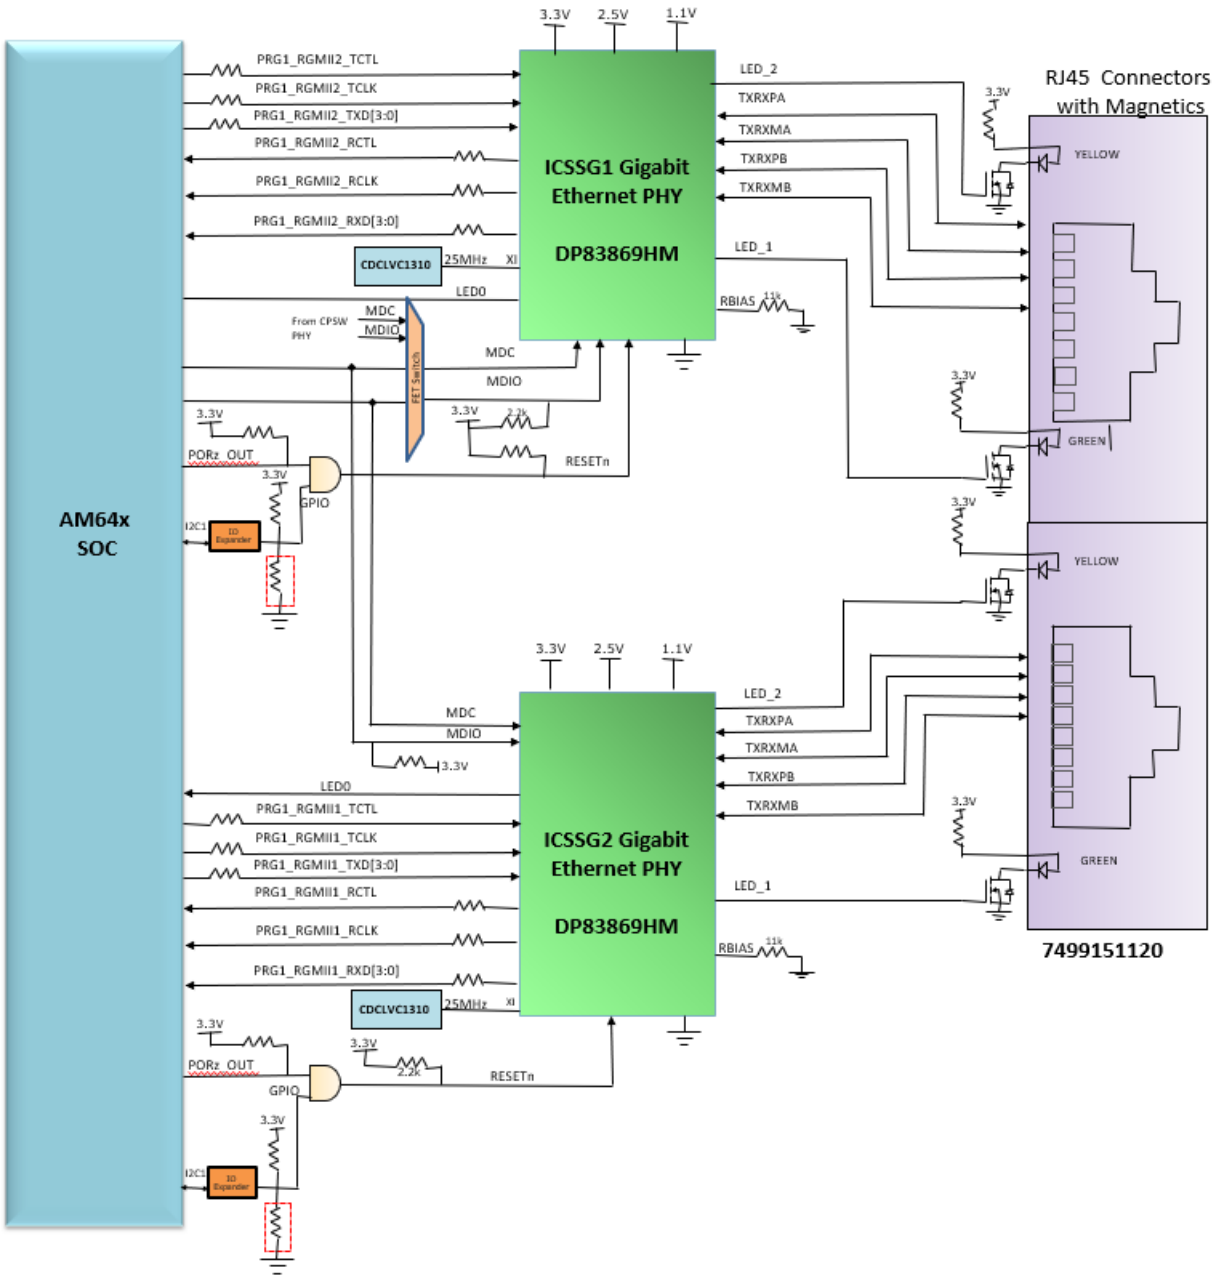 3.3V
2.5V
1.1V
PRG1_RGMII2_TCTL
PRG1_RGMII2_TCLK
PRG1_RGMII2_TXD[3:0]
PRG1_RGMII2_RCTL
PRG1_RGMII2_RCLK
PRG1_RGMII2_RXD[3:0]
CDCLVC1310
25MHz
XI
LED0
ICSSG1 Gigabit
Ethernet PHY
DP83869HM
LED_2
TXRXPA
TXRXMA
TXRXPB
TXRXMB
LED_1
RBIAS
11k
RJ45 Connectors
with Magnetics
3.3V
YELLOW
3.3V
GREEN
From CPSW
PHY
MDC
MDIO
FET Switch
MDC
MDIO
3.3V
2.2k
RESETn
3.3V
PORz_OUT
3.3V
GPIO
I2C1
IO
Expander
AM64x
SOC
3.3V
YELLOW
3.3V
2.5V
1.1V
MDC
MDIO
3.3V
LED0
PRG1_RGMII1_TCTL
PRG1_RGMII1_TCLK
PRG1_RGMII1_TXD[3:0]
PRG1_RGMII1_RCTL
PRG1_RGMII1_RCLK
PRG1_RGMII1_RXD[3:0]
CDCLVC1310
25MHz
XI
ICSSG2 Gigabit
Ethernet PHY
DP83869HM
LED_2
TXRXPA
TXRXMA
TXRXPB
TXRXMB
LED_1
RBIAS
11k
3.3V
GREEN
7499151120
3.3V
PORz_OUT
GPIO
3.3V
2.2k
RESETn
3.3V
I2C1
IO
Expander